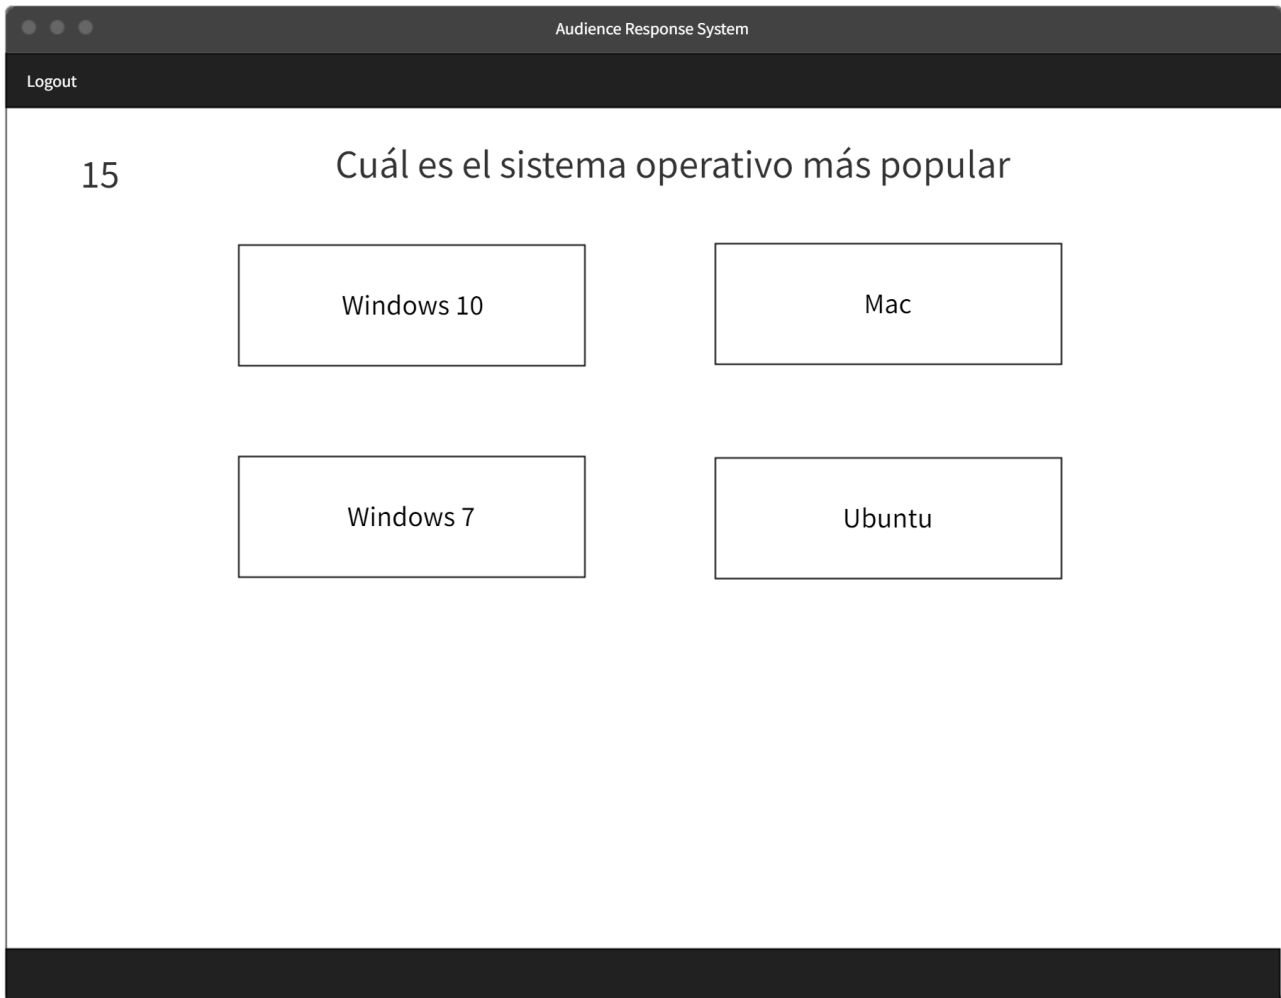 Audience Response System
Logout
15
Cuál es el sistema operativo más popular
Windows 10
Mac
Windows 7
Ubuntu